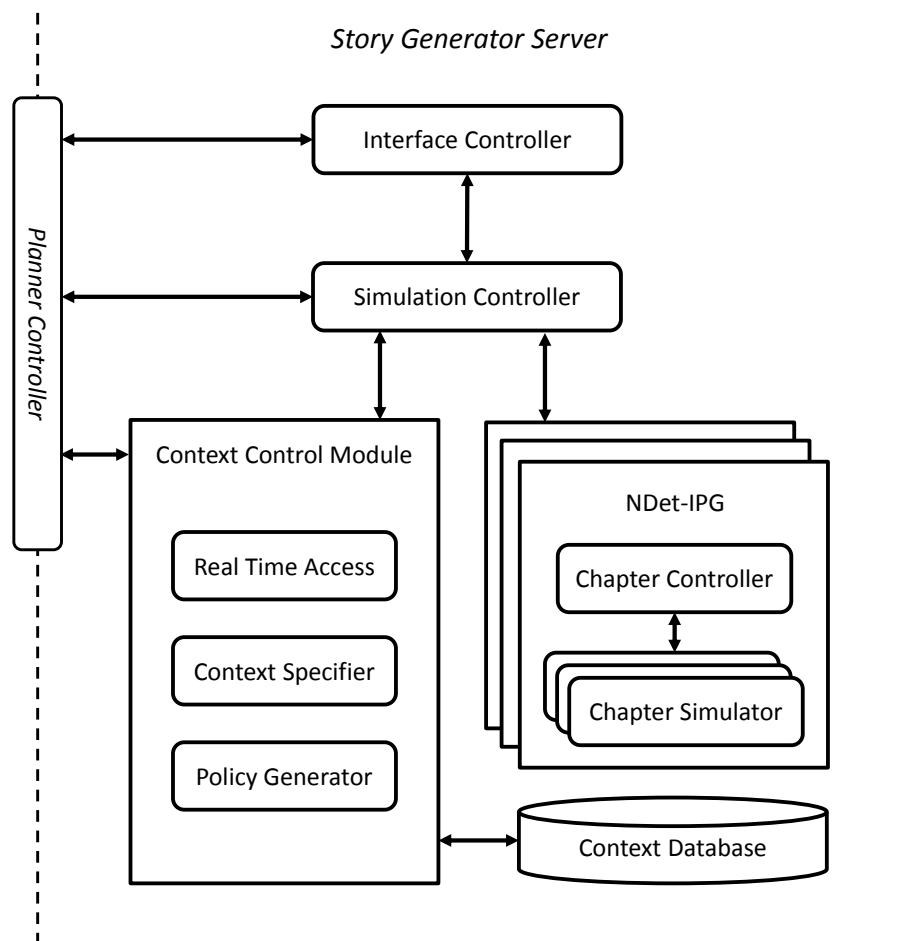 Story Generator Server
Interface Controller
Planner Controller
Simulation Controller
Context Control Module
NDet-IPG
Real Time Access
Chapter Controller
Context Specifier
Chapter Simulator
Policy Generator
Context Database